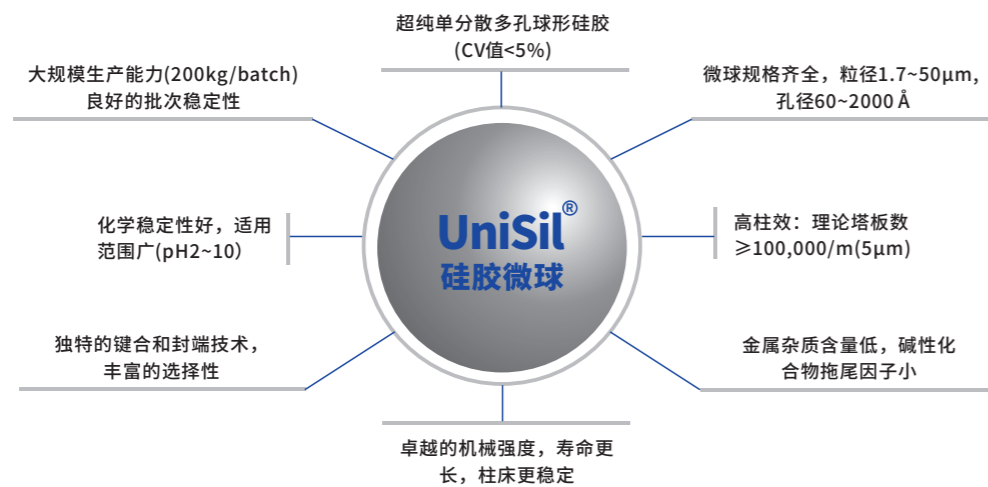 超纯单分散多孔球形硅胶
(CV值<5%)
大规模生产能力(200kg/batch)
良好的批次稳定性
微球规格齐全，粒径1.7~50μm,
孔径60~2000 Å
化学稳定性好，适用
范围广(pH2~10）
UniSil®
硅胶微球
高柱效：理论塔板数
≥100,000/m(5μm)
独特的键合和封端技术，
丰富的选择性
金属杂质含量低，碱性化
合物拖尾因子小
卓越的机械强度，寿命更
长，柱床更稳定